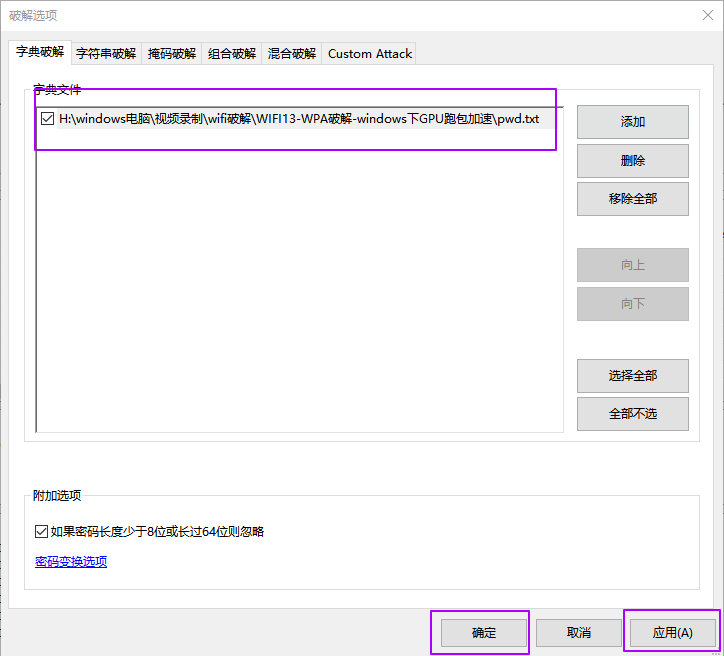 破解选项
字典破解 字符串破解 掩码破解 组合破解 混合破解 Custom Attack
字典文件
H:\windows电脑\视频录制\wifi破解\WIFI13-WPA破解-windows下GPU跑包加速\pwd.txt
添加
删除
移除全部
向上
向下
选择全部
全部不选
附加选项
如果密码长度少于8位或长过64位则忽略
密码变换选项
确定 取消 应用(A)